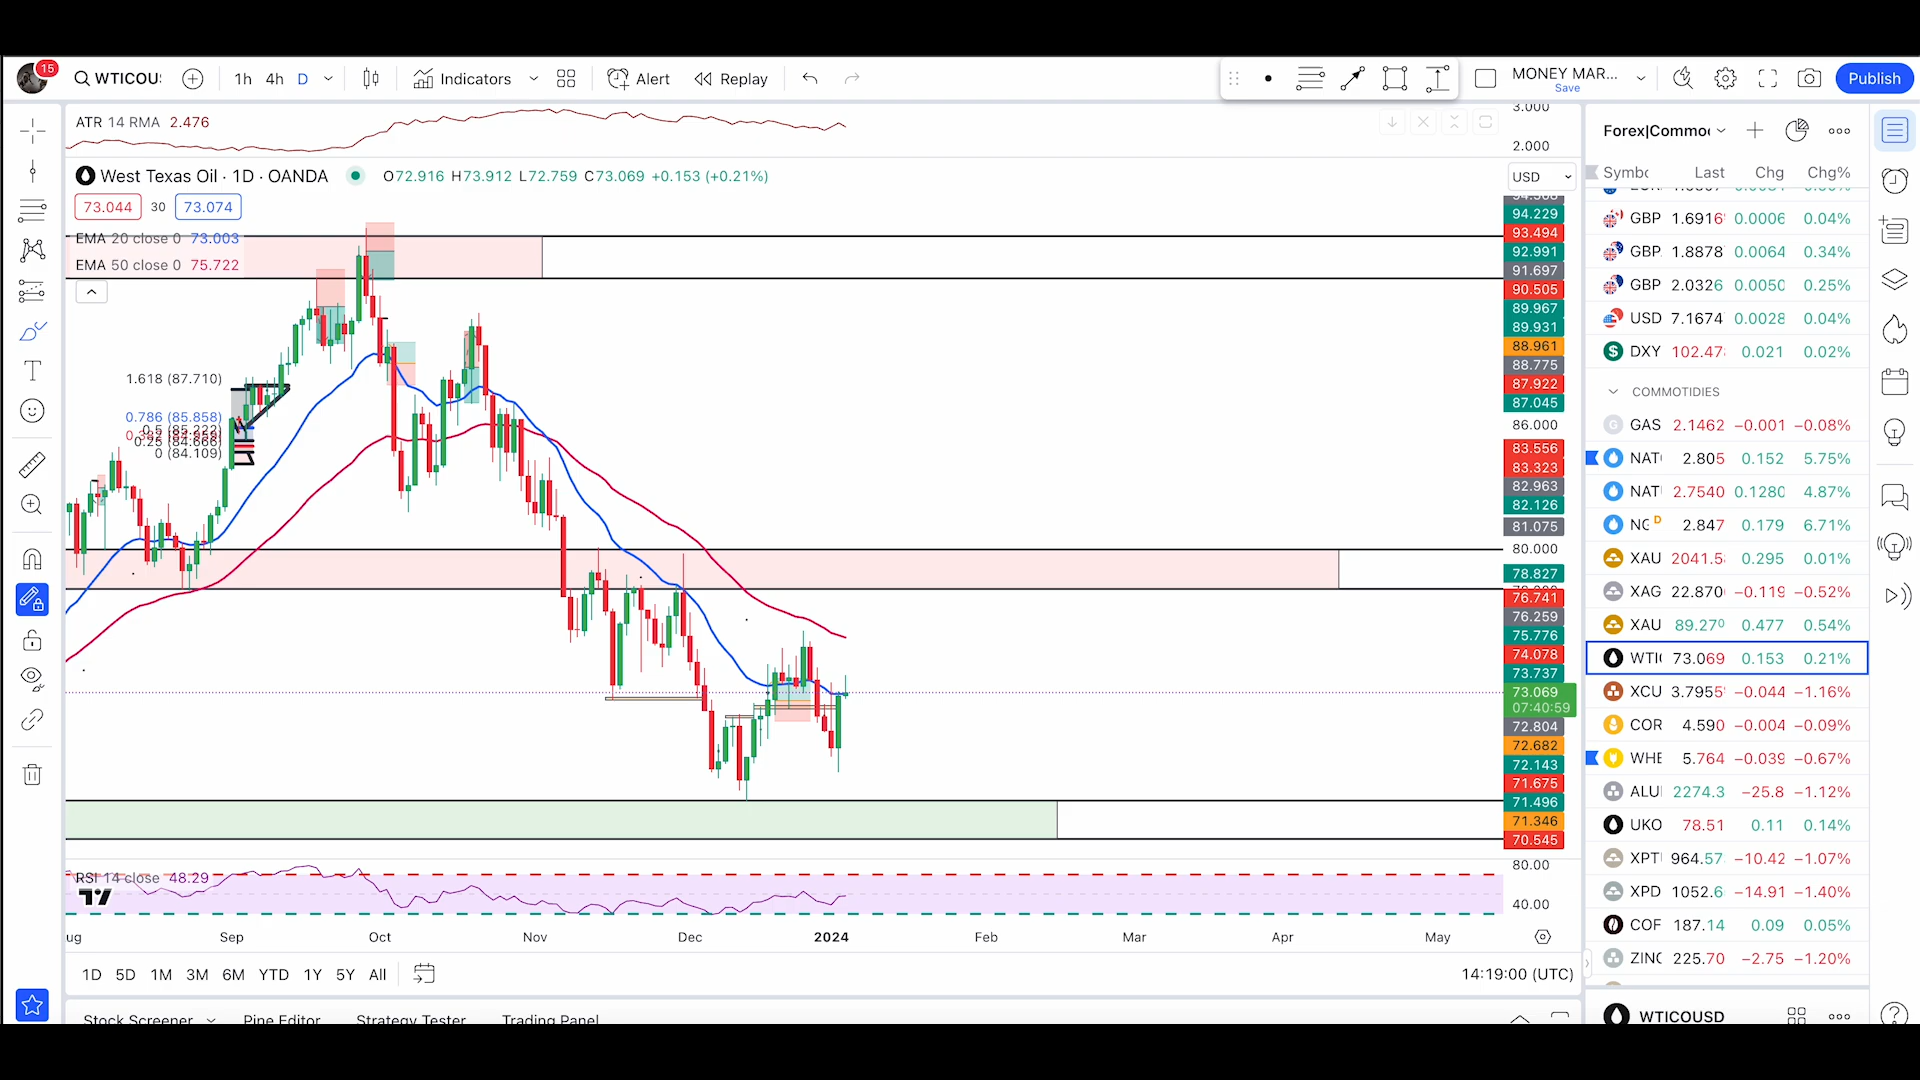 15
WTICOU:
1h 4h D
Indicators
Alert
Replay
MONEY MAR...
Save
Publish
ATR 14 RMA 2.476
3.000
2.000
West Texas Oil · 1D · OANDA
O72.916 H73.912 L72.759 C73.069 +0.153 (+0.21%)
73.044 30 73.074
EMA 20 close 0 73.003
EMA 50 close 0 75.722
1.618 (87.710)
0.786 (85.858)
0.5 (85.222)
0.25 (84.666)
0 (84.109)
USD
94.229
93.494
92.991
91.697
90.505
89.967
89.931
88.961
88.775
87.922
87.045
86.000
83.556
83.323
82.963
82.126
81.075
80.000
78.827
76.741
76.259
75.776
74.078
73.737
73.069
07:40:59
72.804
72.682
72.143
71.675
71.496
71.346
70.545
80.00
40.00
RSI 14 close 48.29
ug Sep Oct Nov Dec 2024 Feb Mar Apr May
1D 5D 1M 3M 6M YTD 1Y 5Y All
14:19:00 (UTC)
Stock Screener Pine Editor Strategy Tester Trading Panel
Forex|Commo
Symbo Last Chg Chg%
GBP 1.6916 0.0006 0.04%
GBP 1.8878 0.0064 0.34%
GBP 2.0326 0.0050 0.25%
USD 7.1674 0.0028 0.04%
DXY 102.47 0.021 0.02%
COMMOTIDIES
GAS 2.1462 −0.001 −0.08%
NAT 2.805 0.152 5.75%
NAT 2.7540 0.1280 4.87%
NG D 2.847 0.179 6.71%
XAU 2041.5 0.295 0.01%
XAG 22.870 −0.119 −0.52%
XAU 89.270 0.477 0.54%
WTI 73.069 0.153 0.21%
XCU 3.7955 −0.044 −1.16%
COR 4.590 −0.004 −0.09%
WHE 5.764 −0.039 −0.67%
ALU 2274.3 −25.8 −1.12%
UKO 78.51 0.11 0.14%
XPT 964.57 −10.42 −1.07%
XPD 1052.6 −14.91 −1.40%
COF 187.14 0.09 0.05%
ZINC 225.70 −2.75 −1.20%
WTICOUSD